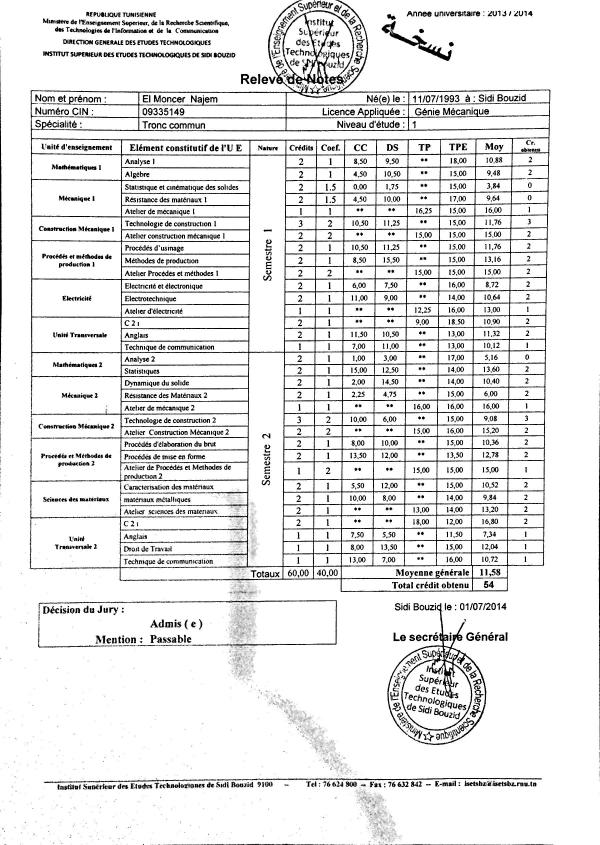 REPUBLIQUE TUNISIENNE
Ministere de l'Enseignement Superieur, de la Recherche Scientifique,
des Technologies de l'Information et de la Communication
DIRECTION GENERALE DES ETUDES TECHNOLOGIQUES
INSTITUT SUPERIEUR DES ETUDES TECHNOLOGIQUES DE SIDI BOUZID
Annee universitaire : 2013 / 2014
نسخة
Institut Supérieur des Etudes Technologiques de Sidi Bouzid
Relevé de Notes
Nom et prénom : El Moncer Najem Né(e) le : 11/07/1993 à : Sidi Bouzid
Numéro CIN : 09335149 Licence Appliquée : Génie Mécanique
Spécialité : Tronc commun Niveau d'étude : 1
Unité d'enseignement Elément constitutif de l'U E Nature Crédits Coef. CC DS TP TPE Moy Cr. obtenus
Semestre 1
Mathématiques 1 Analyse 1 2 1 8,50 9,50 ** 18,00 10,88 2
Algèbre 2 1 4,50 10,50 ** 15,00 9,48 2
Mécanique 1 Statistique et cinématique des solides 2 1.5 0,00 1,75 ** 15,00 3,84 0
Résistance des matériaux 1 2 1.5 4,50 10,00 ** 17,00 9,64 0
Atelier de mécanique 1 1 1 ** ** 16,25 15,00 16,00 1
Construction Mécanique 1 Technologie de construction 1 3 2 10,50 11,25 ** 15,00 11,76 3
Atelier construction mécanique 1 2 2 ** ** 15,00 15,00 15,00 2
Procédés et méthodes de production 1 Procédés d'usinage 2 1 10,50 11,25 ** 15,00 11,76 2
Méthodes de production 2 1 8,50 15,50 ** 15,00 13,16 2
Atelier Procédés et méthodes 1 2 2 ** ** 15,00 15,00 15,00 2
Electricité Electricité et électronique 2 1 6,00 7,50 ** 16,00 8,72 2
Electrotechnique 2 1 11,00 9,00 ** 14,00 10,64 2
Atelier d'électricité 1 1 ** ** 12,25 16,00 13,00 1
Unité Transversale C 2 i 2 1 ** ** 9,00 18,50 10,90 2
Anglais 2 1 11,50 10,50 ** 13,00 11,32 2
Technique de communication 1 1 7,00 11,00 ** 13,00 10,12 1
Semestre 2
Mathématiques 2 Analyse 2 2 1 1,00 3,00 ** 17,00 5,16 0
Statistiques 2 1 15,00 12,50 ** 14,00 13,60 2
Mécanique 2 Dynamique du solide 2 1 2,00 14,50 ** 14,00 10,40 2
Résistance des Matériaux 2 2 1 2,25 4,75 ** 15,00 6,00 2
Atelier de mécanique 2 1 1 ** ** 16,00 16,00 16,00 1
Construction Mécanique 2 Technologie de construction 2 3 2 10,00 6,00 ** 15,00 9,08 3
Atelier Construction Mécanique 2 2 2 ** ** 15,00 16,00 15,20 2
Procédés et Méthodes de production 2 Procédés d'élaboration du brut 2 1 8,00 10,00 ** 15,00 10,36 2
Procédés de mise en forme 2 1 13,50 12,00 ** 13,50 12,78 2
Atelier de Procédés et Méthodes de production 2 1 2 ** ** 15,00 15,00 15,00 1
Sciences des matériaux Caractérisation des matériaux 2 1 5,50 12,00 ** 15,00 10,52 2
matériaux métalliques 2 1 10,00 8,00 ** 14,00 9,84 2
Atelier sciences des matériaux 2 1 ** ** 13,00 14,00 13,20 2
Unité Transversale 2 C 2 i 2 1 ** ** 18,00 12,00 16,80 2
Anglais 1 1 7,50 5,50 ** 11,50 7,34 1
Droit de Travail 1 1 8,00 13,50 ** 15,00 12,04 1
Technique de communication 1 1 13,00 7,00 ** 16,00 10,72 1
Totaux 60,00 40,00 Moyenne générale 11,58
Total crédit obtenu 54
Décision du Jury :
Admis ( e )
Mention : Passable
Sidi Bouzid le : 01/07/2014
Le secrétaire Général
Institut Supérieur des Etudes Technologiques de Sidi Bouzid
Institut Supérieur des Etudes Technologiques de Sidi Bouzid 9100 -- Tel : 76 624 800 -- Fax : 76 632 842 -- E-mail : isetsbz@isetsbz.rnu.tn